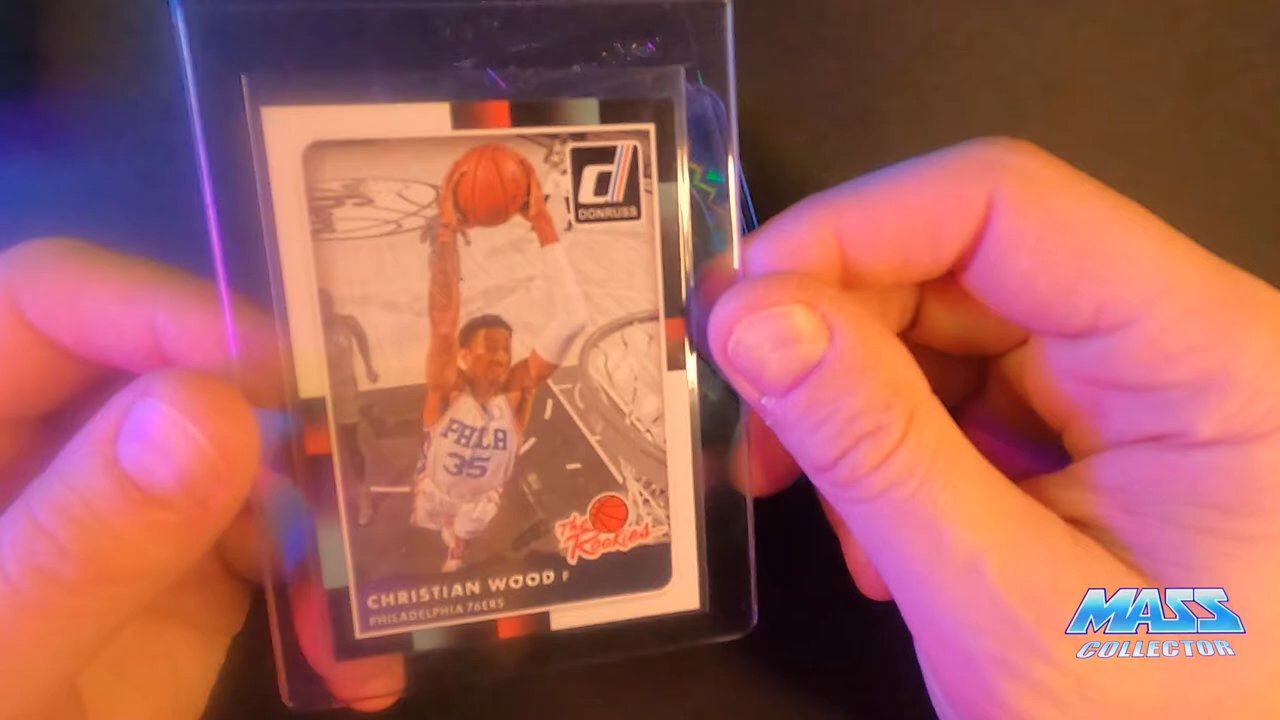 d
DONRUSS
PHILA
35
The
Rookies
CHRISTIAN WOOD F
PHILADELPHIA 76ERS
MASS
COLLECTOR